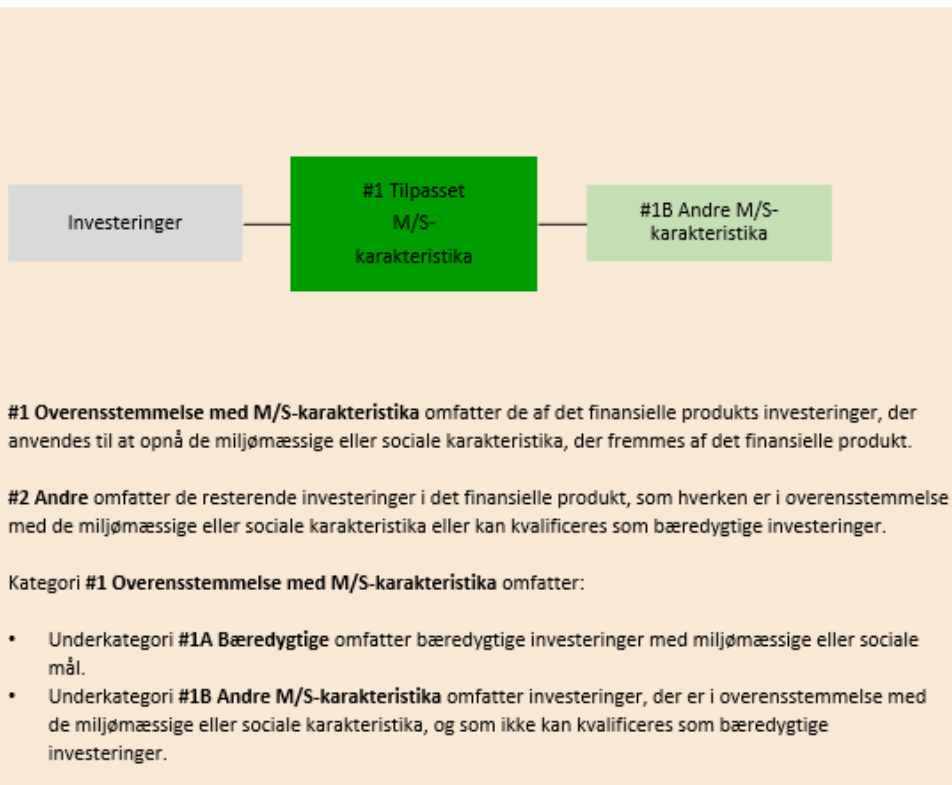 Investeringer
#1 Tilpasset
M/S-
karakteristika
#1B Andre M/S-
karakteristika
#1 Overensstemmelse med M/S-karakteristika omfatter de af det finansielle produkts investeringer, der
anvendes til at opnå de miljømæssige eller sociale karakteristika, der fremmes af det finansielle produkt.
#2 Andre omfatter de resterende investeringer i det finansielle produkt, som hverken er i overensstemmelse
med de miljømæssige eller sociale karakteristika eller kan kvalificeres som bæredygtige investeringer.
Kategori #1 Overensstemmelse med M/S-karakteristika omfatter:
• Underkategori #1A Bæredygtige omfatter bæredygtige investeringer med miljømæssige eller sociale
mål.
• Underkategori #1B Andre M/S-karakteristika omfatter investeringer, der er i overensstemmelse med
de miljømæssige eller sociale karakteristika, og som ikke kan kvalificeres som bæredygtige
investeringer.